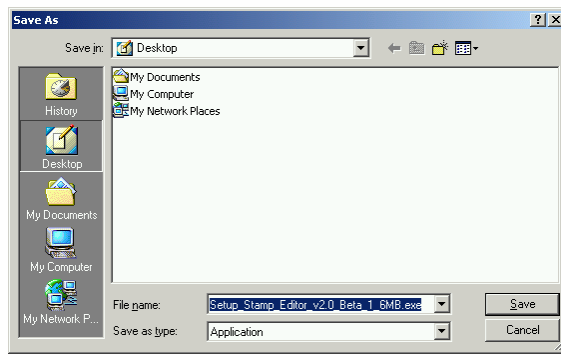 Save As
Save in:
Desktop
My Documents
My Computer
My Network Places
History
Desktop
My Documents
My Computer
My Network P...
File name:
Setup_Stamp_Editor_v2.0_Beta_1_6MB.exe
Save
Save as type:
Application
Cancel